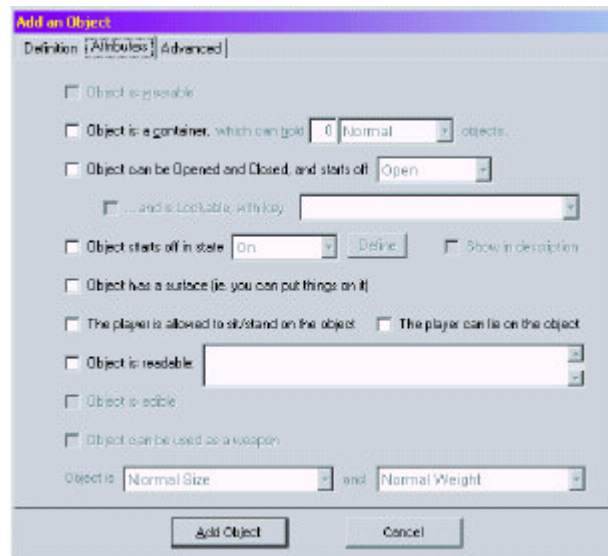 Add an Object
Definition Attributes Advanced
Object is wearable
Object is a container, which can hold 0 Normal objects.
Object can be Opened and Closed, and starts off Open
... and is Lockable, with key
Object starts off in state On Define Show in description
Object has a surface (ie. you can put things on it)
The player is allowed to sit/stand on the object The player can lie on the object
Object is readable:
Object is edible
Object can be used as a weapon
Object is Normal Size and Normal Weight
Add Object Cancel